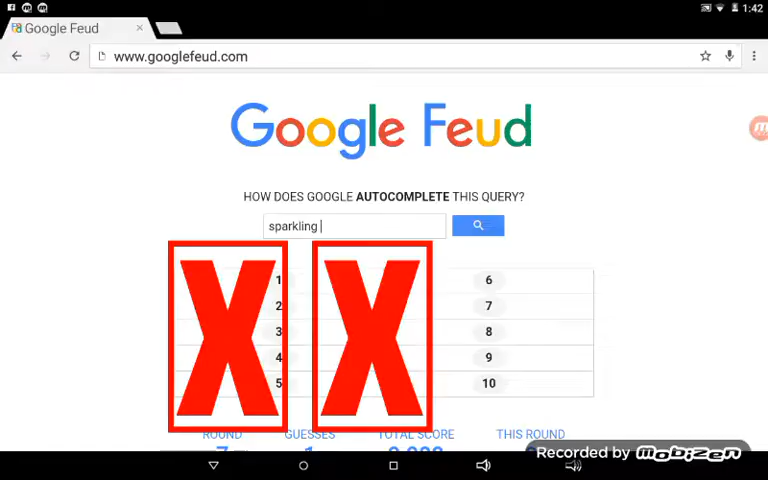 1:42
Google Feud ×
www.googlefeud.com
Google Feud
HOW DOES GOOGLE AUTOCOMPLETE THIS QUERY?
sparkling
X X
1 6
2 7
3 8
4 9
5 10
ROUND GUESSES TOTAL SCORE THIS ROUND
Recorded by MOBIZEN